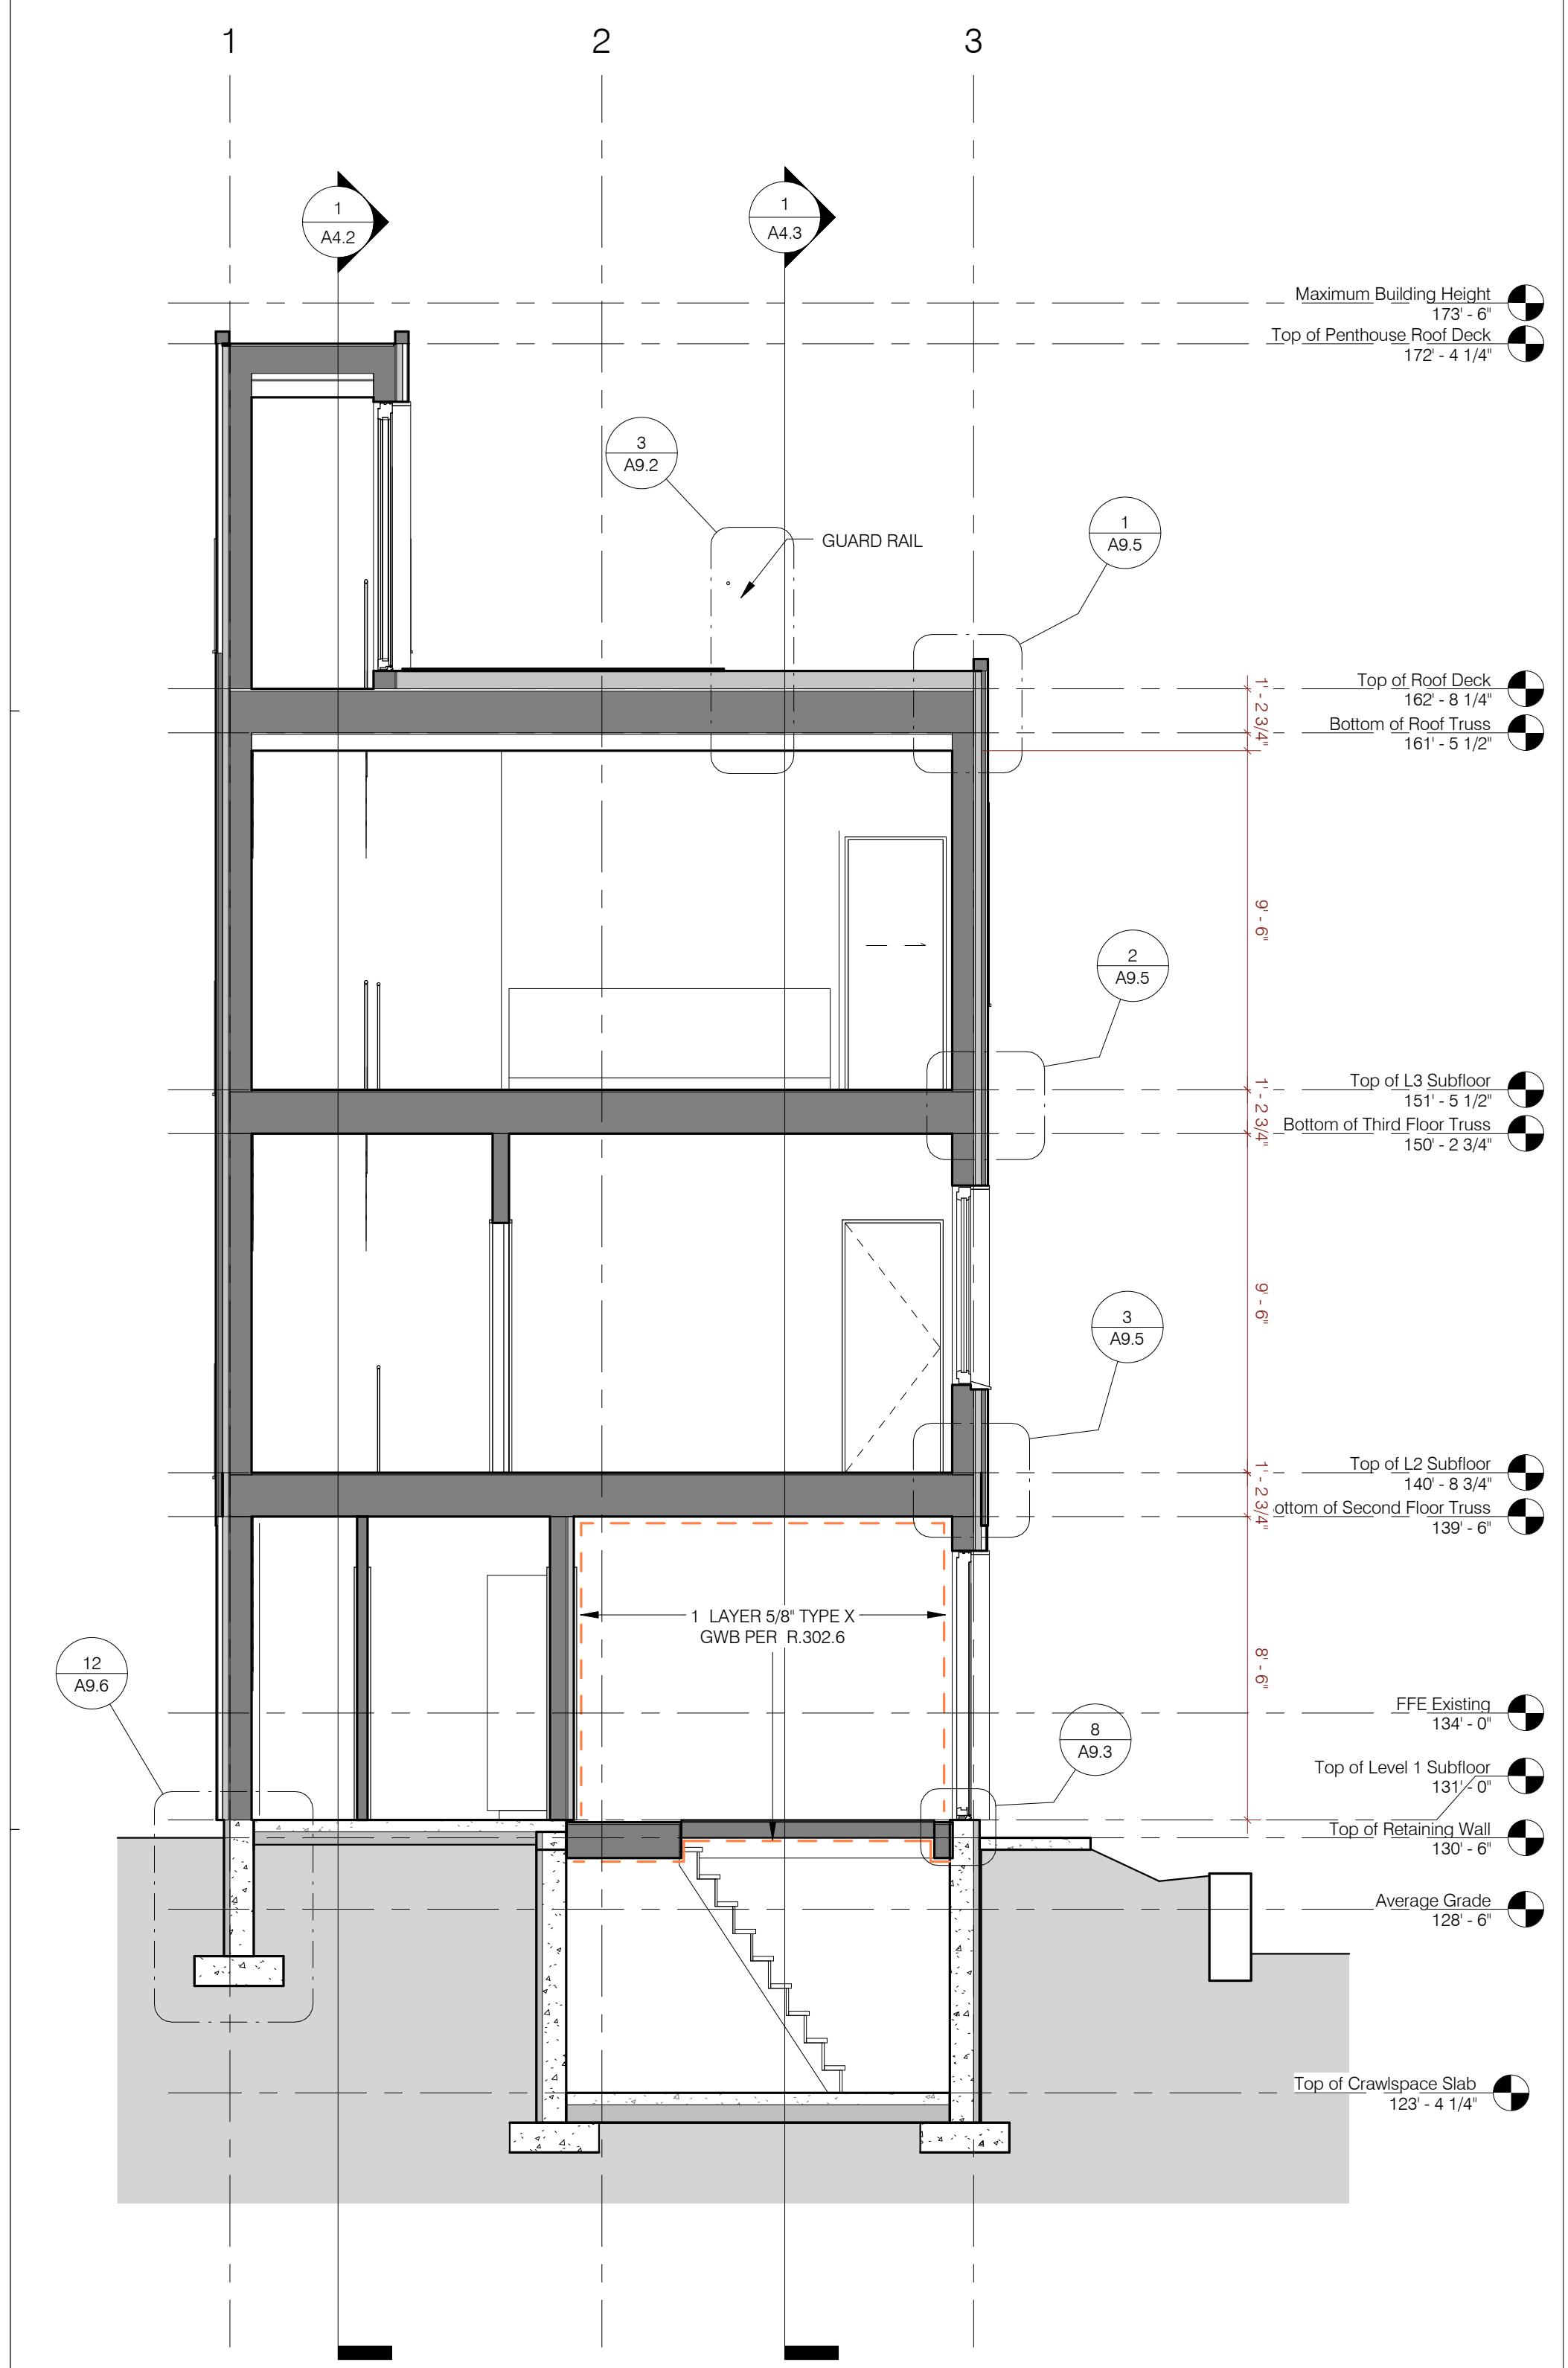 1
2
3
1
A4.2
1
A4.3
Maximum Building Height
173' - 6"
Top of Penthouse Roof Deck
172' - 4 1/4"
3
A9.2
GUARD RAIL
1
A9.5
Top of Roof Deck
162' - 8 1/4"
1' - 2 3/4"
Bottom of Roof Truss
161' - 5 1/2"
9' - 6"
2
A9.5
Top of L3 Subfloor
151' - 5 1/2"
1' - 2 3/4"
Bottom of Third Floor Truss
150' - 2 3/4"
9' - 6"
3
A9.5
Top of L2 Subfloor
140' - 8 3/4"
1' - 2 3/4"
ottom of Second Floor Truss
139' - 6"
1 LAYER 5/8" TYPE X
GWB PER R.302.6
8' - 6"
12
A9.6
FFE Existing
134' - 0"
8
A9.3
Top of Level 1 Subfloor
131' - 0"
Top of Retaining Wall
130' - 6"
Average Grade
128' - 6"
Top of Crawlspace Slab
123' - 4 1/4"